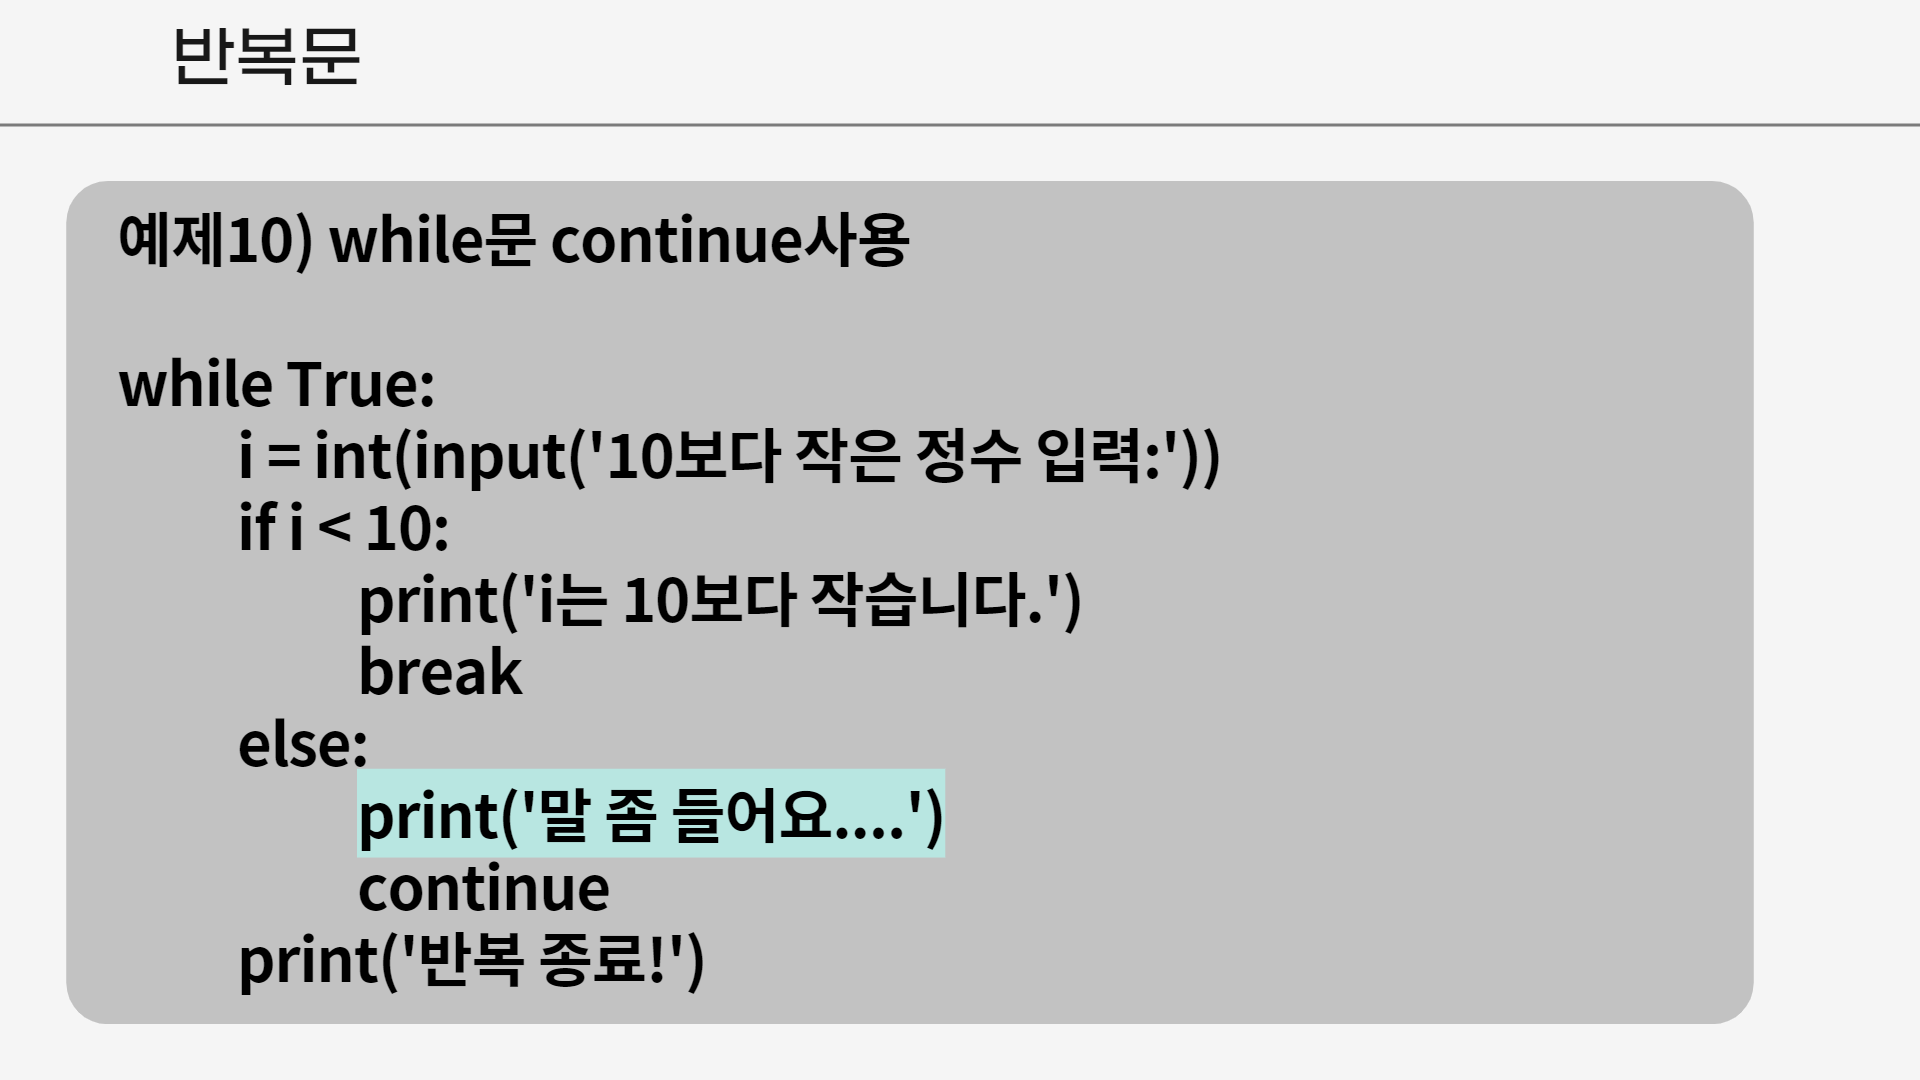 반복문
예제10) while문 continue사용
while True:
i = int(input('10보다 작은 정수 입력:'))
if i < 10:
print('i는 10보다 작습니다.')
break
else:
print('말 좀 들어요....')
continue
print('반복 종료!')